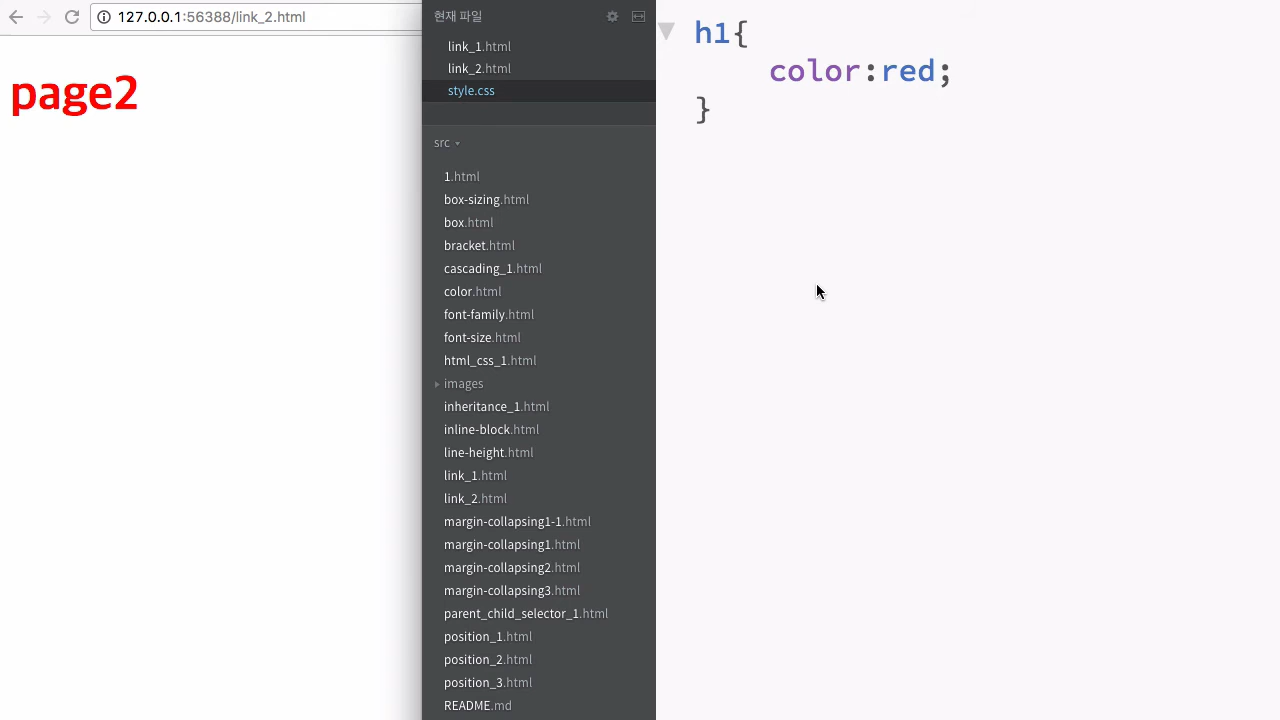 127.0.0.1:56388/link_2.html
page2
현재 파일
link_1.html
link_2.html
style.css
src
1.html
box-sizing.html
box.html
bracket.html
cascading_1.html
color.html
font-family.html
font-size.html
html_css_1.html
images
inheritance_1.html
inline-block.html
line-height.html
link_1.html
link_2.html
margin-collapsing1-1.html
margin-collapsing1.html
margin-collapsing2.html
margin-collapsing3.html
parent_child_selector_1.html
position_1.html
position_2.html
position_3.html
README.md
h1{
color:red;
}